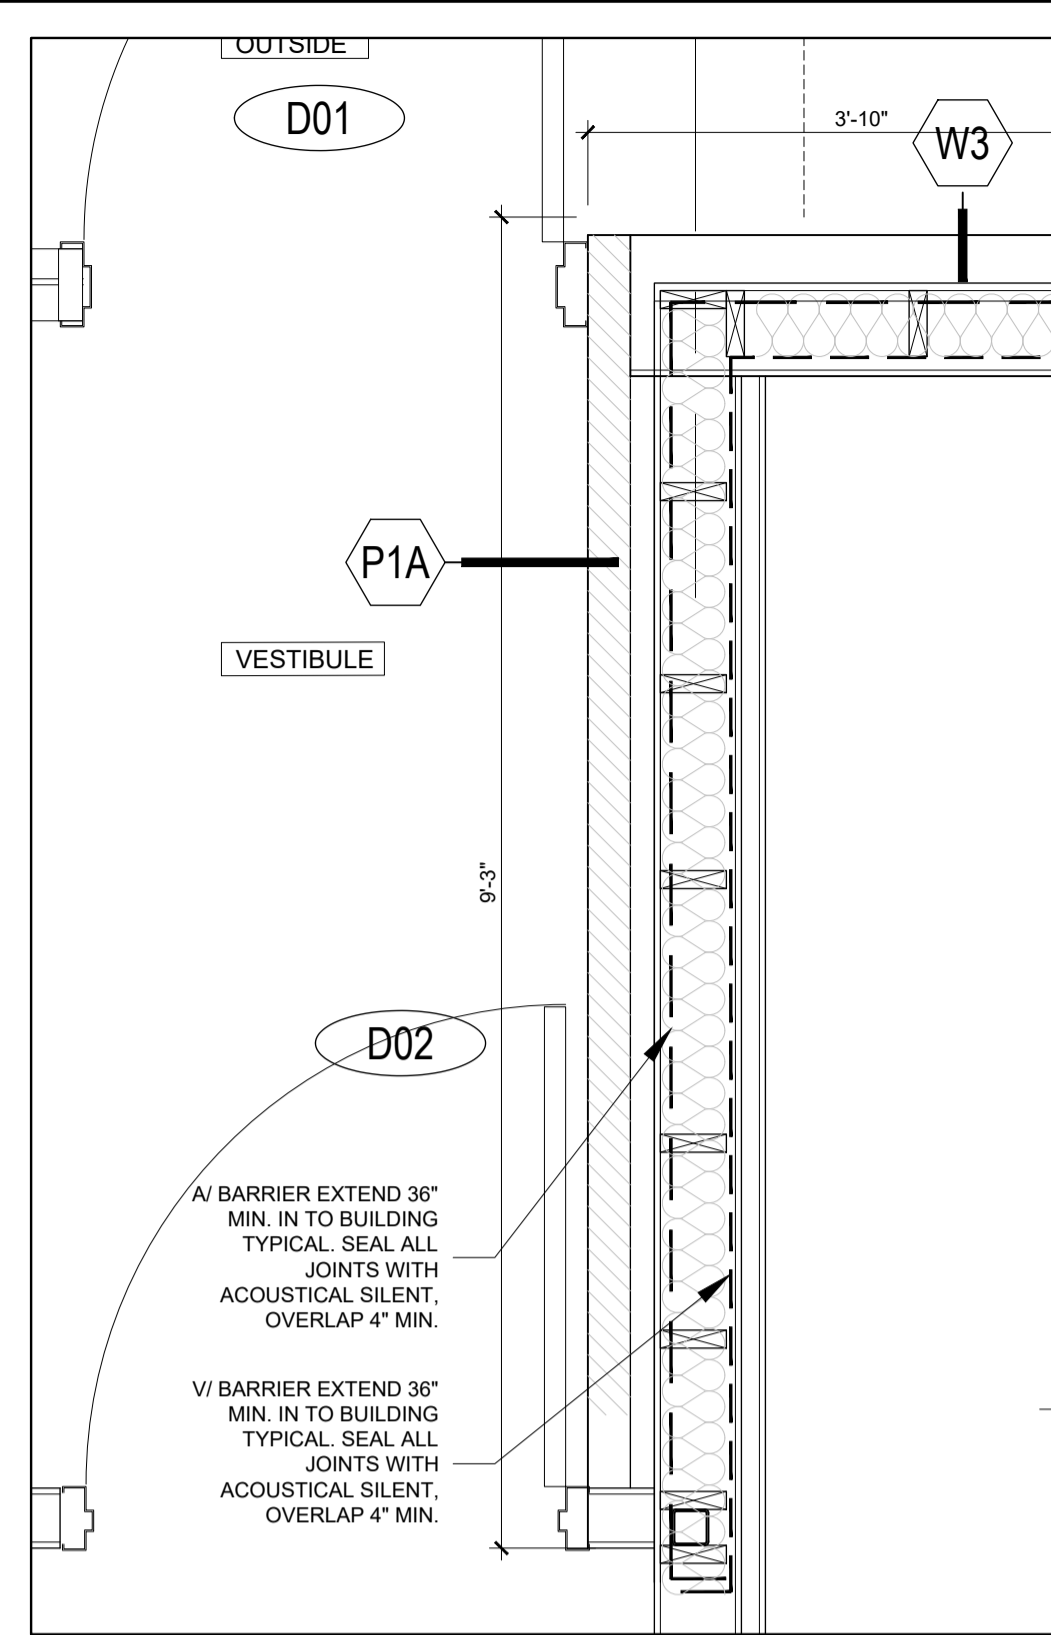 OUTSIDE
D01
3'-10"
W3
P1A
VESTIBULE
9'-3"
D02
A/ BARRIER EXTEND 36"
MIN. IN TO BUILDING
TYPICAL. SEAL ALL
JOINTS WITH
ACOUSTICAL SILENT,
OVERLAP 4" MIN.
V/ BARRIER EXTEND 36"
MIN. IN TO BUILDING
TYPICAL. SEAL ALL
JOINTS WITH
ACOUSTICAL SILENT,
OVERLAP 4" MIN.